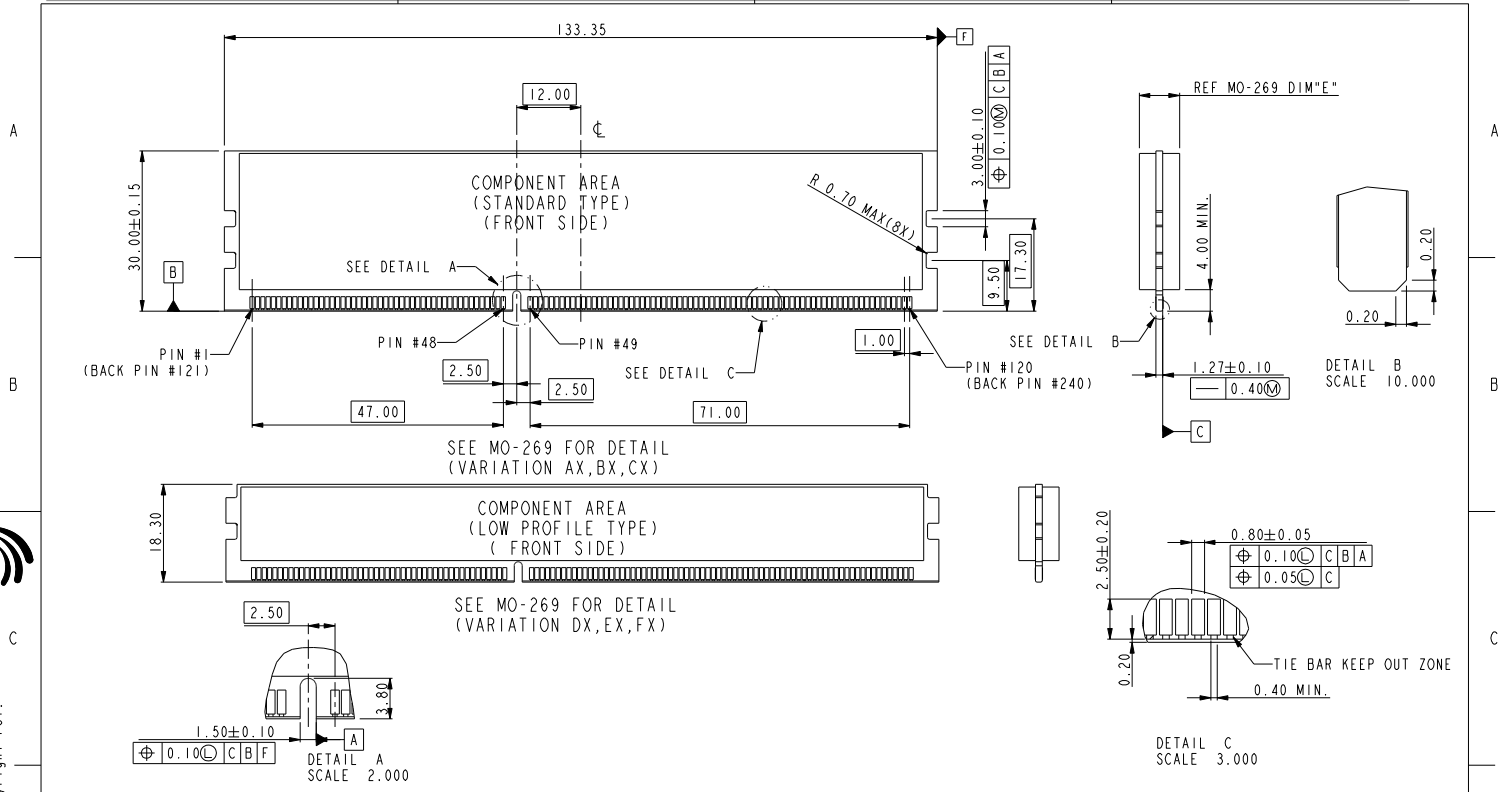 133.35
F
12.00
℄
3.00±0.10
⌖ 0.10Ⓜ C B A
REF MO-269 DIM"E"
A
A
COMPONENT AREA
(STANDARD TYPE)
(FRONT SIDE)
R 0.70 MAX(8X)
30.00±0.15
17.30
9.50
4.00 MIN.
0.20
0.20
B
SEE DETAIL A
PIN #1
(BACK PIN #121)
PIN #48
PIN #49
2.50
2.50
SEE DETAIL C
1.00
PIN #120
(BACK PIN #240)
SEE DETAIL B
1.27±0.10
⏤ 0.40Ⓜ
C
DETAIL B
SCALE 10.000
B
B
47.00
71.00
SEE MO-269 FOR DETAIL
(VARIATION AX,BX,CX)
18.30
COMPONENT AREA
(LOW PROFILE TYPE)
( FRONT SIDE)
SEE MO-269 FOR DETAIL
(VARIATION DX,EX,FX)
2.50±0.20
0.80±0.05
⌖ 0.10Ⓛ C B A
⌖ 0.05Ⓛ C
0.20
TIE BAR KEEP OUT ZONE
0.40 MIN.
C
C
2.50
3.80
1.50±0.10
⌖ 0.10Ⓛ C B F
A
DETAIL A
SCALE 2.000
DETAIL C
SCALE 3.000